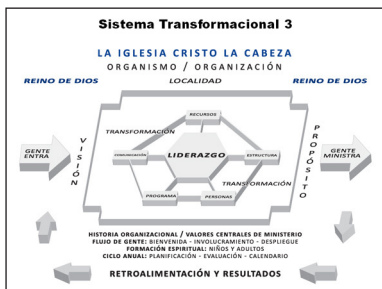 Sistema Transformacional 3
LA IGLESIA CRISTO LA CABEZA
ORGANISMO / ORGANIZACIÓN
REINO DE DIOS
LOCALIDAD
REINO DE DIOS
RECURSOS
TRANSFORMACIÓN
GENTE ENTRA
VISIÓN
COMUNICACIÓN
LIDERAZGO
ESTRUCTURA
PROPÓSITO
GENTE MINISTRA
TRANSFORMACIÓN
PROGRAMA
PERSONAS
HISTORIA ORGANIZACIONAL / VALORES CENTRALES DE MINISTERIO
FLUJO DE GENTE: BIENVENIDA - INVOLUCRAMIENTO - DESPLIEGUE
FORMACIÓN ESPIRITUAL: NIÑOS Y ADULTOS
CICLO ANUAL: PLANIFICACIÓN - EVALUACIÓN - CALENDARIO
RETROALIMENTACIÓN Y RESULTADOS